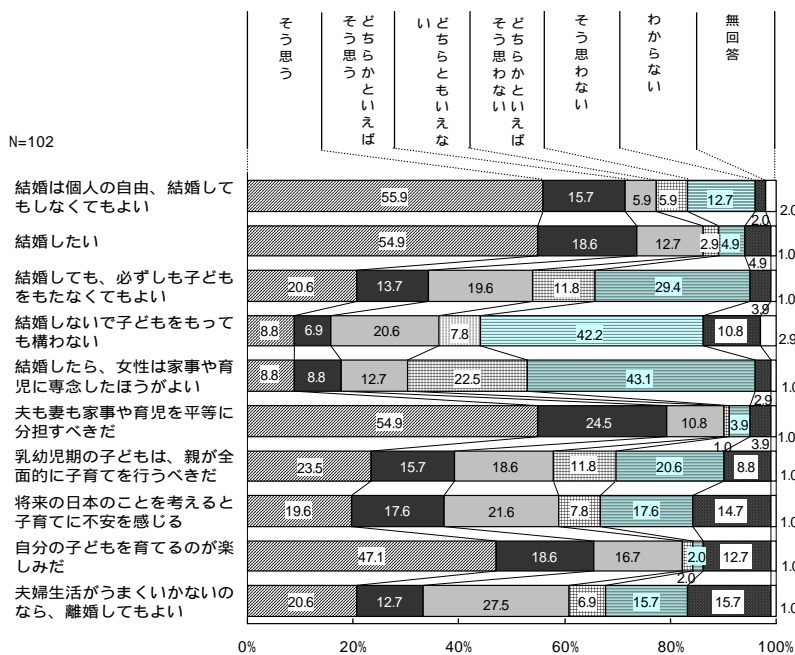 そう思う
どちらかといえば
そう思う
どちらともいえな
い
どちらかといえば
そう思わない
そう思わない
わからない
無回答
N=102
結婚は個人の自由、結婚して
もしなくてもよい
55.9 15.7 5.9 5.9 12.7 2.0 2.0
結婚したい
54.9 18.6 12.7 2.9 4.9 4.9 1.0
結婚しても、必ずしも子ども
をもたなくてもよい
20.6 13.7 19.6 11.8 29.4 3.9 1.0
結婚しないで子どもをもって
も構わない
8.8 6.9 20.6 7.8 42.2 10.8 2.9
結婚したら、女性は家事や育
児に専念したほうがよい
8.8 8.8 12.7 22.5 43.1 2.9 1.0
夫も妻も家事や育児を平等に
分担すべきだ
54.9 24.5 10.8 1.0 3.9 3.9 1.0
乳幼児期の子どもは、親が全
面的に子育てを行うべきだ
23.5 15.7 18.6 11.8 20.6 8.8 1.0
将来の日本のことを考えると
子育てに不安を感じる
19.6 17.6 21.6 7.8 17.6 14.7 1.0
自分の子どもを育てるのが楽
しみだ
47.1 18.6 16.7 2.0 2.0 12.7 1.0
夫婦生活がうまくいかないの
なら、離婚してもよい
20.6 12.7 27.5 6.9 15.7 15.7 1.0
0% 20% 40% 60% 80% 100%